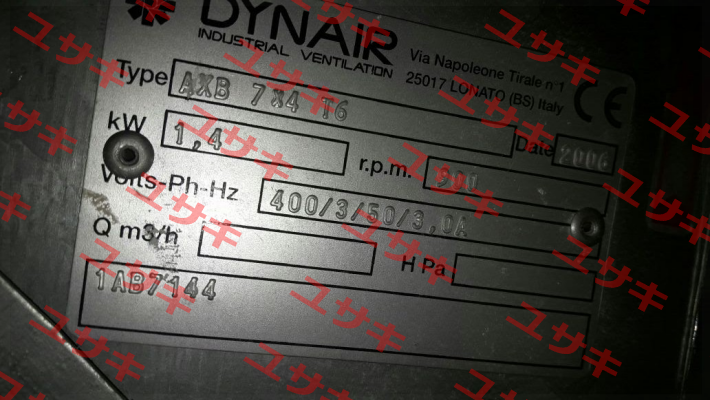 DYNAIR
INDUSTRIAL VENTILATION
Via Napoleone Tirale n°1
25017 LONATO (BS) Italy
CE
Type AXB 7X4 T6
Date 2006
kW 1,4
r.p.m. 900
Volts-Ph-Hz 400/3/50/3,0A
Q m3/h
H Pa
1AB7144
ユサキ